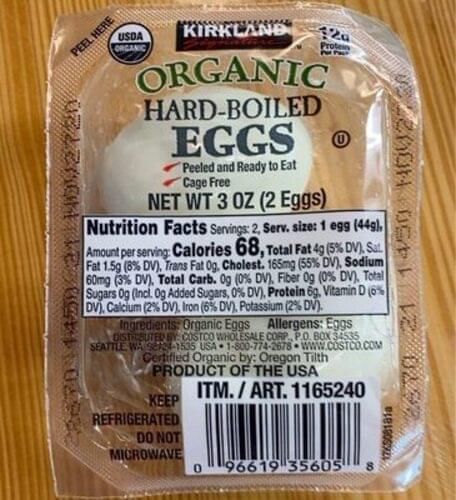 PEEL HERE
USDA
ORGANIC
KIRKLAND
Signature
12g
Protein
Per Pack
ORGANIC
HARD-BOILED
EGGS
Peeled and Ready to Eat
Cage Free
NET WT 3 OZ (2 Eggs)
Nutrition Facts Servings: 2, Serv. size: 1 egg (44g),
Amount per serving: Calories 68, Total Fat 4g (5% DV), Sat.
Fat 1.5g (8% DV), Trans Fat 0g, Cholest. 165mg (55% DV), Sodium
60mg (3% DV), Total Carb. 0g (0% DV), Fiber 0g (0% DV), Total
Sugars 0g (Incl. 0g Added Sugars, 0% DV), Protein 6g, Vitamin D (6%
DV), Calcium (2% DV), Iron (6% DV), Potassium (2% DV).
Ingredients: Organic Eggs Allergens: Eggs
DISTRIBUTED BY: COSTCO WHOLESALE CORP., P.O. BOX 34535
SEATTLE, WA 98124-1535 USA • 1-800-774-2678 • WWW.COSTCO.COM
Certified Organic by: Oregon Tilth
PRODUCT OF THE USA
ITM. / ART. 1165240
KEEP
REFRIGERATED
DO NOT
MICROWAVE
0 96619 35605 8